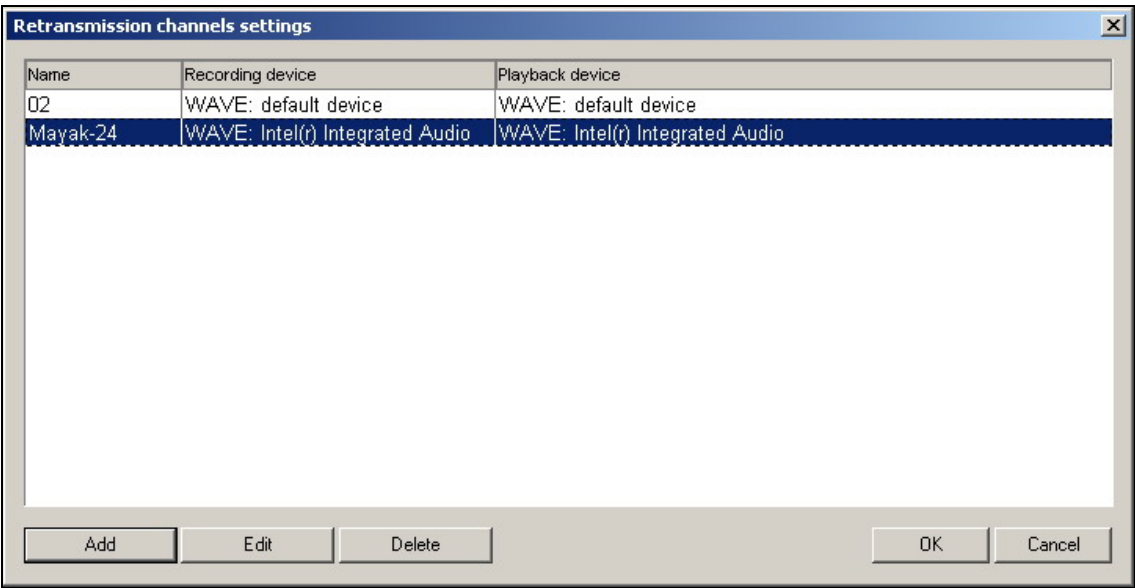 Retransmission channels settings
Name Recording device Playback device
02 WAVE: default device WAVE: default device
Mayak-24 WAVE: Intel(r) Integrated Audio WAVE: Intel(r) Integrated Audio
Add Edit Delete OK Cancel